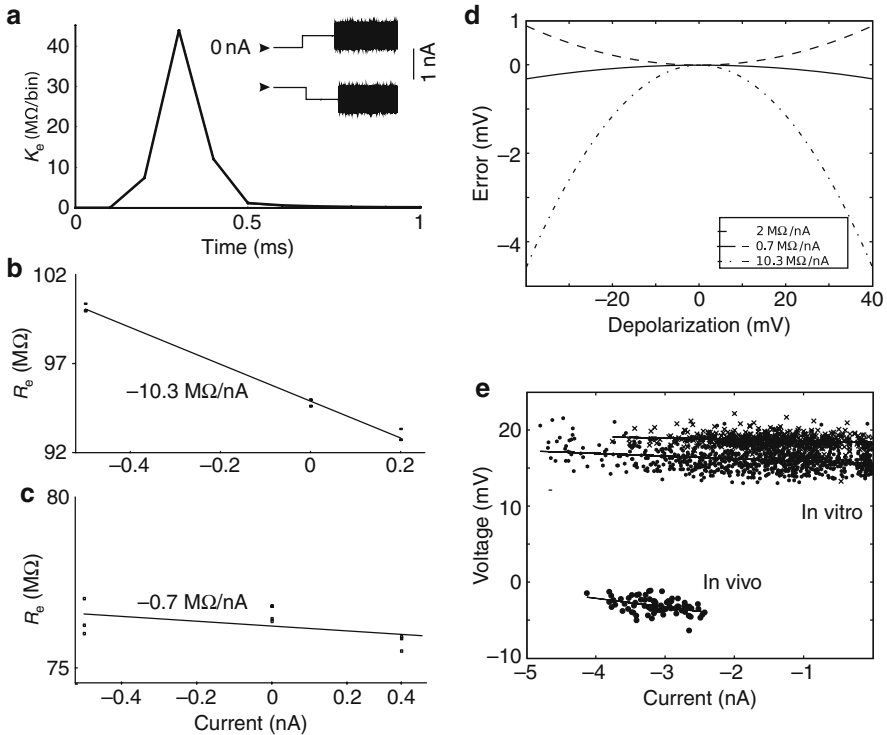 a
K_e (MΩ/bin)
40
30
20
10
0
0 nA
1 nA
0
0.5
1
Time (ms)
b
R_e (MΩ)
102
97
92
−10.3 MΩ/nA
−0.4
−0.2
0
0.2
c
R_e (MΩ)
80
75
−0.7 MΩ/nA
−0.4
−0.2
0
0.2
0.4
Current (nA)
d
Error (mV)
1
0
−2
−4
2 MΩ/nA
0.7 MΩ/nA
10.3 MΩ/nA
−20
0
20
40
Depolarization (mV)
e
Voltage (mV)
20
10
0
−10
In vitro
In vivo
−5
−4
−3
−2
−1
Current (nA)